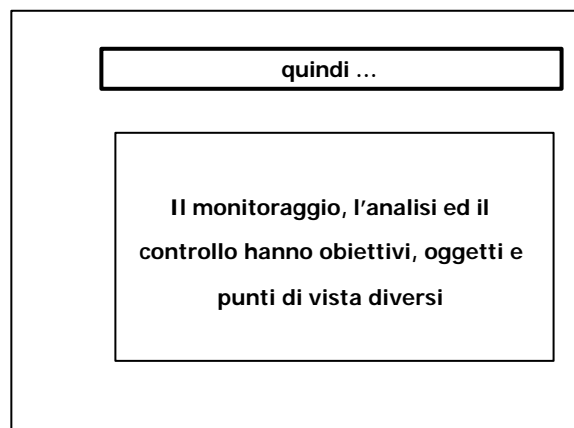 quindi ...
Il monitoraggio, l'analisi ed il
controllo hanno obiettivi, oggetti e
punti di vista diversi